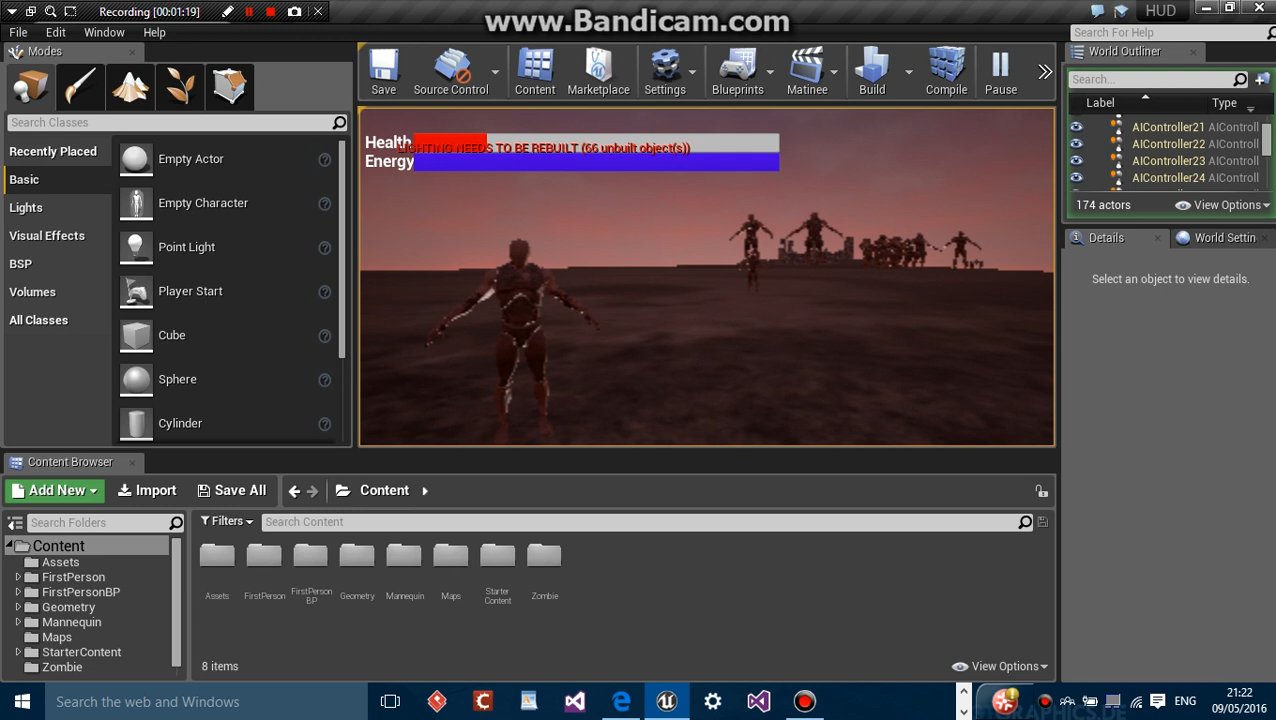 Recording [00:01:19]
www.Bandicam.com
HUD
File Edit Window Help
Search For Help
Modes
Search Classes
Recently Placed
Basic
Lights
Visual Effects
BSP
Volumes
All Classes
Empty Actor
Empty Character
Point Light
Player Start
Cube
Sphere
Cylinder
Save
Source Control
Content
Marketplace
Settings
Blueprints
Matinee
Build
Compile
Pause
Health
LIGHTING NEEDS TO BE REBUILT (66 unbuilt object(s))
Energy
World Outliner
Search...
Label Type
AIController21 AIControll
AIController22 AIControll
AIController23 AIControll
AIController24 AIControll
174 actors View Options
Details World Settin
Select an object to view details.
Content Browser
Add New Import Save All Content
Search Folders
Filters Search Content
Content
Assets
FirstPerson
FirstPersonBP
Geometry
Mannequin
Maps
StarterContent
Zombie
Assets
FirstPerson
FirstPerson
BP
Geometry
Mannequin
Maps
Starter
Content
Zombie
8 items
View Options
Search the web and Windows
ENG
21:22
09/05/2016